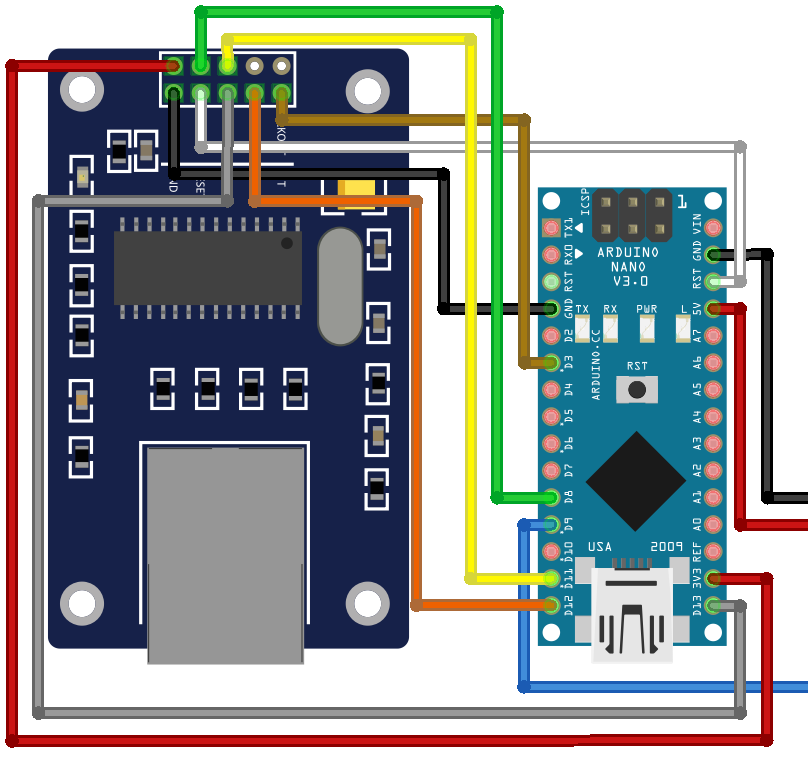 ICSP
1
TX1
RX0
RST
GND
D2
D3
D4
D5
D6
D7
D8
D9
D10
D11
D12
ARDUINO
NANO
V3.0
TX RX PWR L
ARDUINO.CC
RST
USA 2009
VIN
GND
RST
5V
A7
A6
A5
A4
A3
A2
A1
A0
REF
3V3
D13